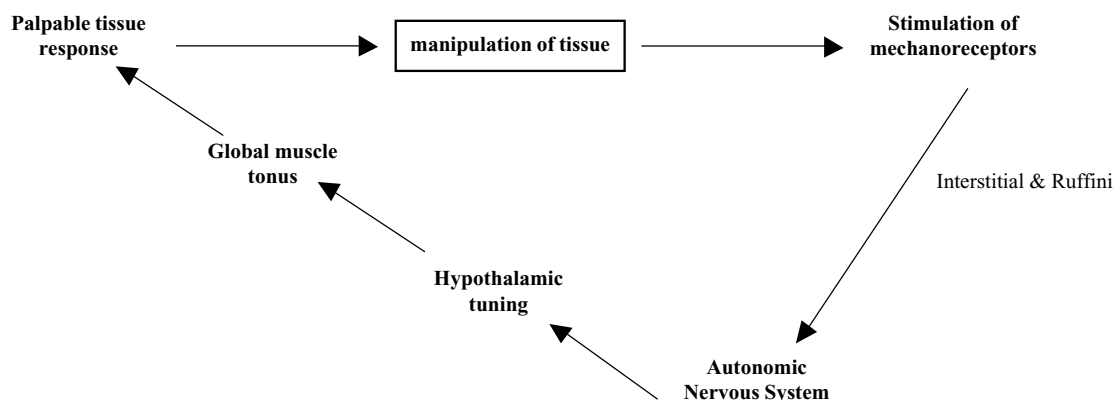 Palpable tissue
response
manipulation of tissue
Stimulation of
mechanoreceptors
Global muscle
tonus
Interstitial & Ruffini
Hypothalamic
tuning
Autonomic
Nervous System